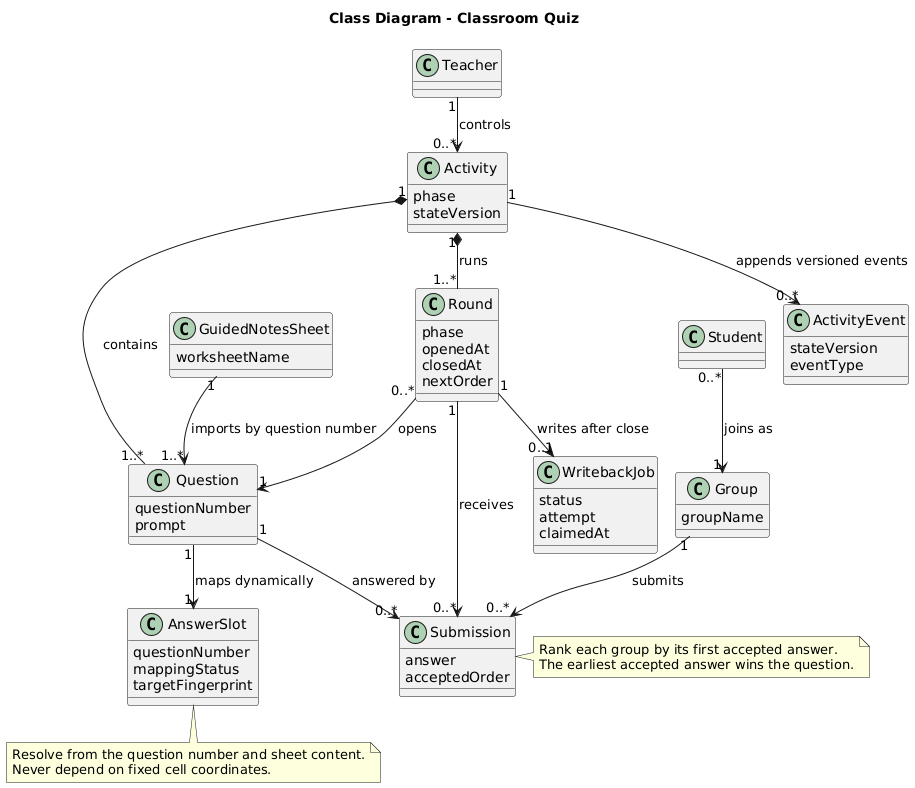 Class Diagram - Classroom Quiz
C Teacher
1
controls
0..*
C Activity
phase
stateVersion
1
1
1
runs
appends versioned events
1..*
0..*
C Round
phase
openedAt
closedAt
nextOrder
C ActivityEvent
stateVersion
eventType
C GuidedNotesSheet
worksheetName
C Student
contains
1
0..*
1
1
0..*
imports by question number
opens
writes after close
joins as
1..*
1..*
1
0..1
1
C Question
questionNumber
prompt
C WritebackJob
status
attempt
claimedAt
C Group
groupName
receives
1
1
1
maps dynamically
answered by
submits
1
0..*
0..*
0..*
C AnswerSlot
questionNumber
mappingStatus
targetFingerprint
C Submission
answer
acceptedOrder
Rank each group by its first accepted answer.
The earliest accepted answer wins the question.
Resolve from the question number and sheet content.
Never depend on fixed cell coordinates.